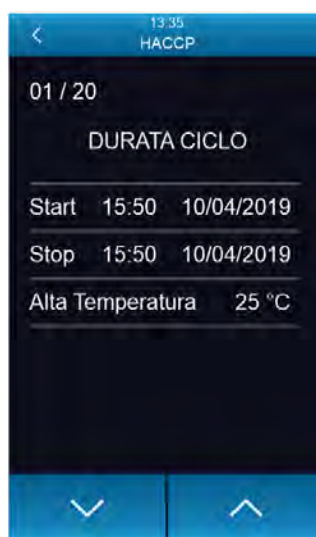 13:35
HACCP
01 / 20
DURATA CICLO
Start 15:50 10/04/2019
Stop 15:50 10/04/2019
Alta Temperatura 25 °C